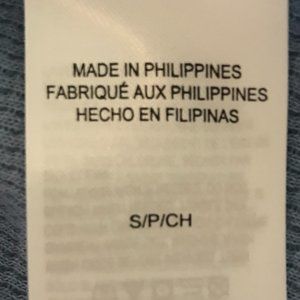 MADE IN PHILIPPINES
FABRIQUÉ AUX PHILIPPINES
HECHO EN FILIPINAS
S/P/CH